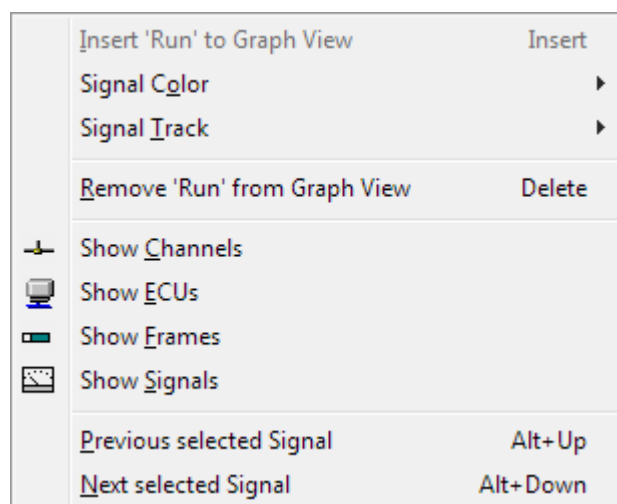 Insert 'Run' to Graph View Insert
Signal Color
Signal Track
Remove 'Run' from Graph View Delete
Show Channels
Show ECUs
Show Frames
Show Signals
Previous selected Signal Alt+Up
Next selected Signal Alt+Down